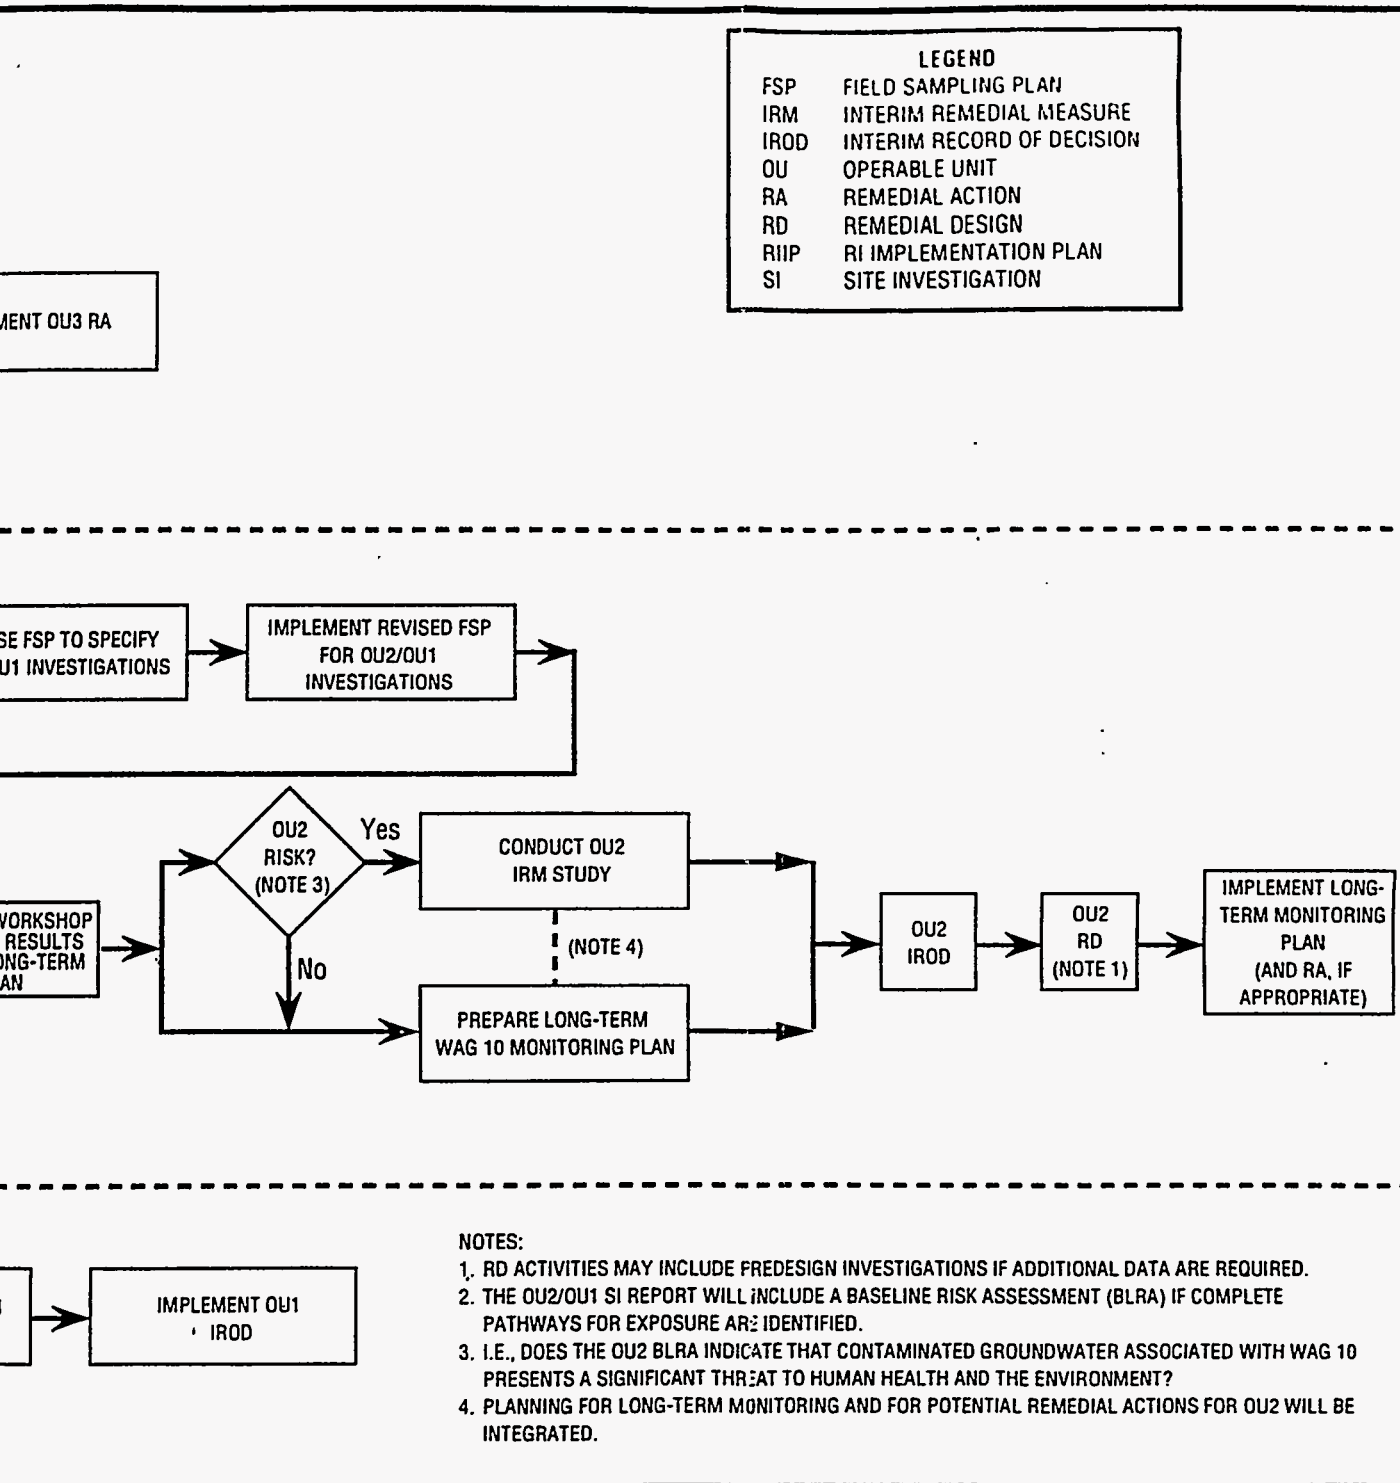 LEGEND
FSP FIELD SAMPLING PLAN
IRM INTERIM REMEDIAL MEASURE
IROD INTERIM RECORD OF DECISION
OU OPERABLE UNIT
RA REMEDIAL ACTION
RD REMEDIAL DESIGN
RIIP RI IMPLEMENTATION PLAN
SI SITE INVESTIGATION
MENT OU3 RA
SE FSP TO SPECIFY
U1 INVESTIGATIONS
IMPLEMENT REVISED FSP
FOR OU2/OU1
INVESTIGATIONS
WORKSHOP
RESULTS
ONG-TERM
AN
OU2
RISK?
(NOTE 3)
Yes
No
CONDUCT OU2
IRM STUDY
(NOTE 4)
PREPARE LONG-TERM
WAG 10 MONITORING PLAN
OU2
IROD
OU2
RD
(NOTE 1)
IMPLEMENT LONG-
TERM MONITORING
PLAN
(AND RA, IF
APPROPRIATE)
IMPLEMENT OU1
IROD
NOTES:
1. RD ACTIVITIES MAY INCLUDE FREDESIGN INVESTIGATIONS IF ADDITIONAL DATA ARE REQUIRED.
2. THE OU2/OU1 SI REPORT WILL INCLUDE A BASELINE RISK ASSESSMENT (BLRA) IF COMPLETE
PATHWAYS FOR EXPOSURE ARE IDENTIFIED.
3. I.E., DOES THE OU2 BLRA INDICATE THAT CONTAMINATED GROUNDWATER ASSOCIATED WITH WAG 10
PRESENTS A SIGNIFICANT THREAT TO HUMAN HEALTH AND THE ENVIRONMENT?
4. PLANNING FOR LONG-TERM MONITORING AND FOR POTENTIAL REMEDIAL ACTIONS FOR OU2 WILL BE
INTEGRATED.